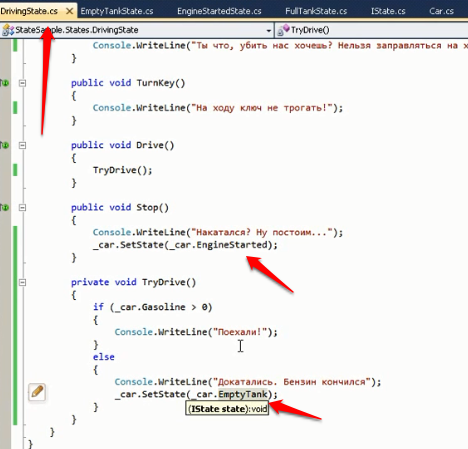 DrivingState.cs × EmptyTankState.cs EngineStartedState.cs FullTankState.cs IState.cs Car.cs
StateSample.States.DrivingState TryDrive()
Console.WriteLine("Ты что, убить нас хочешь? Нельзя заправляться на х
}
public void TurnKey()
{
Console.WriteLine("На ходу ключ не трогать!");
}
public void Drive()
{
TryDrive();
}
public void Stop()
{
Console.WriteLine("Накатался? Ну постоим...");
_car.SetState(_car.EngineStarted);
}
private void TryDrive()
{
if (_car.Gasoline > 0)
{
Console.WriteLine("Поехали!");
}
else
{
Console.WriteLine("Докатались. Бензин кончился");
_car.SetState(_car.EmptyTank);
} (IState state):void
}
}
}